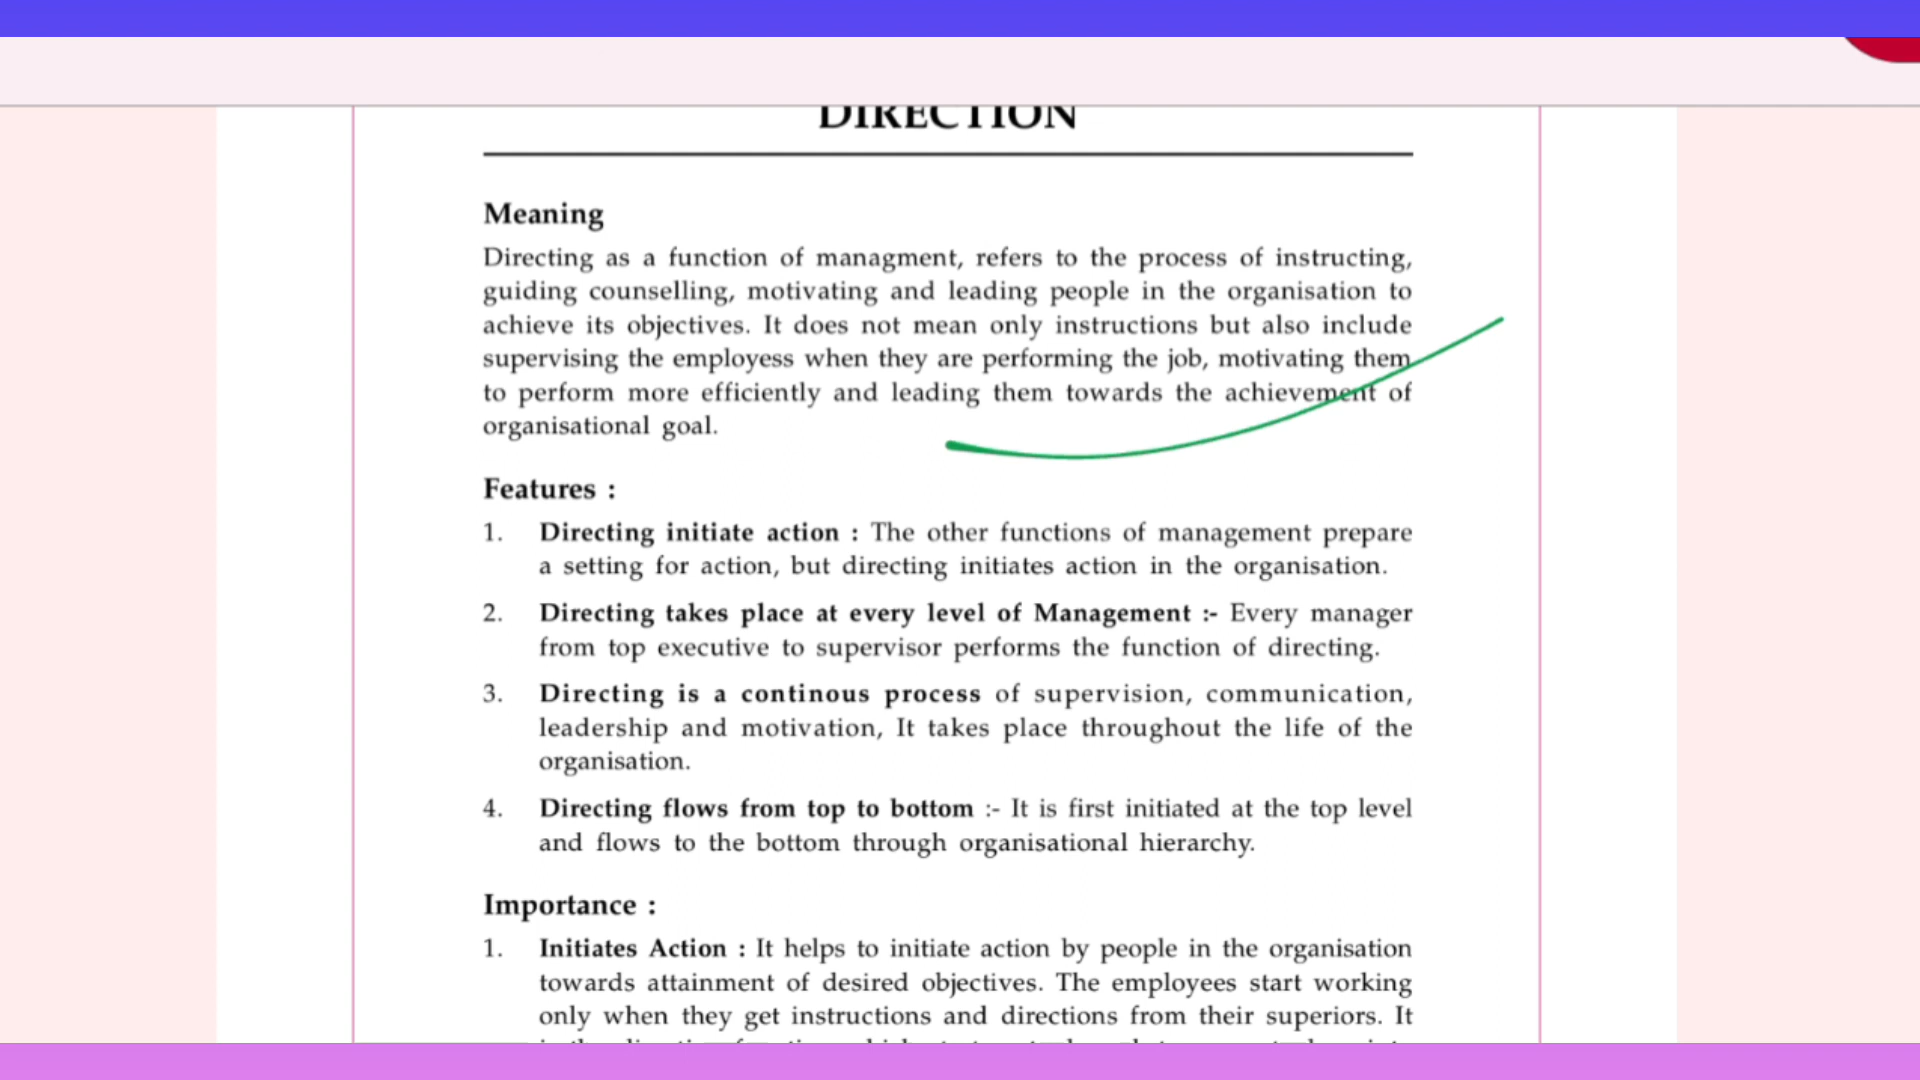 DIRECTION
Meaning
Directing as a function of managment, refers to the process of instructing,
guiding counselling, motivating and leading people in the organisation to
achieve its objectives. It does not mean only instructions but also include
supervising the employess when they are performing the job, motivating them
to perform more efficiently and leading them towards the achievement of
organisational goal.
Features :
1. Directing initiate action : The other functions of management prepare
a setting for action, but directing initiates action in the organisation.
2. Directing takes place at every level of Management :- Every manager
from top executive to supervisor performs the function of directing.
3. Directing is a continous process of supervision, communication,
leadership and motivation, It takes place throughout the life of the
organisation.
4. Directing flows from top to bottom :- It is first initiated at the top level
and flows to the bottom through organisational hierarchy.
Importance :
1. Initiates Action : It helps to initiate action by people in the organisation
towards attainment of desired objectives. The employees start working
only when they get instructions and directions from their superiors. It